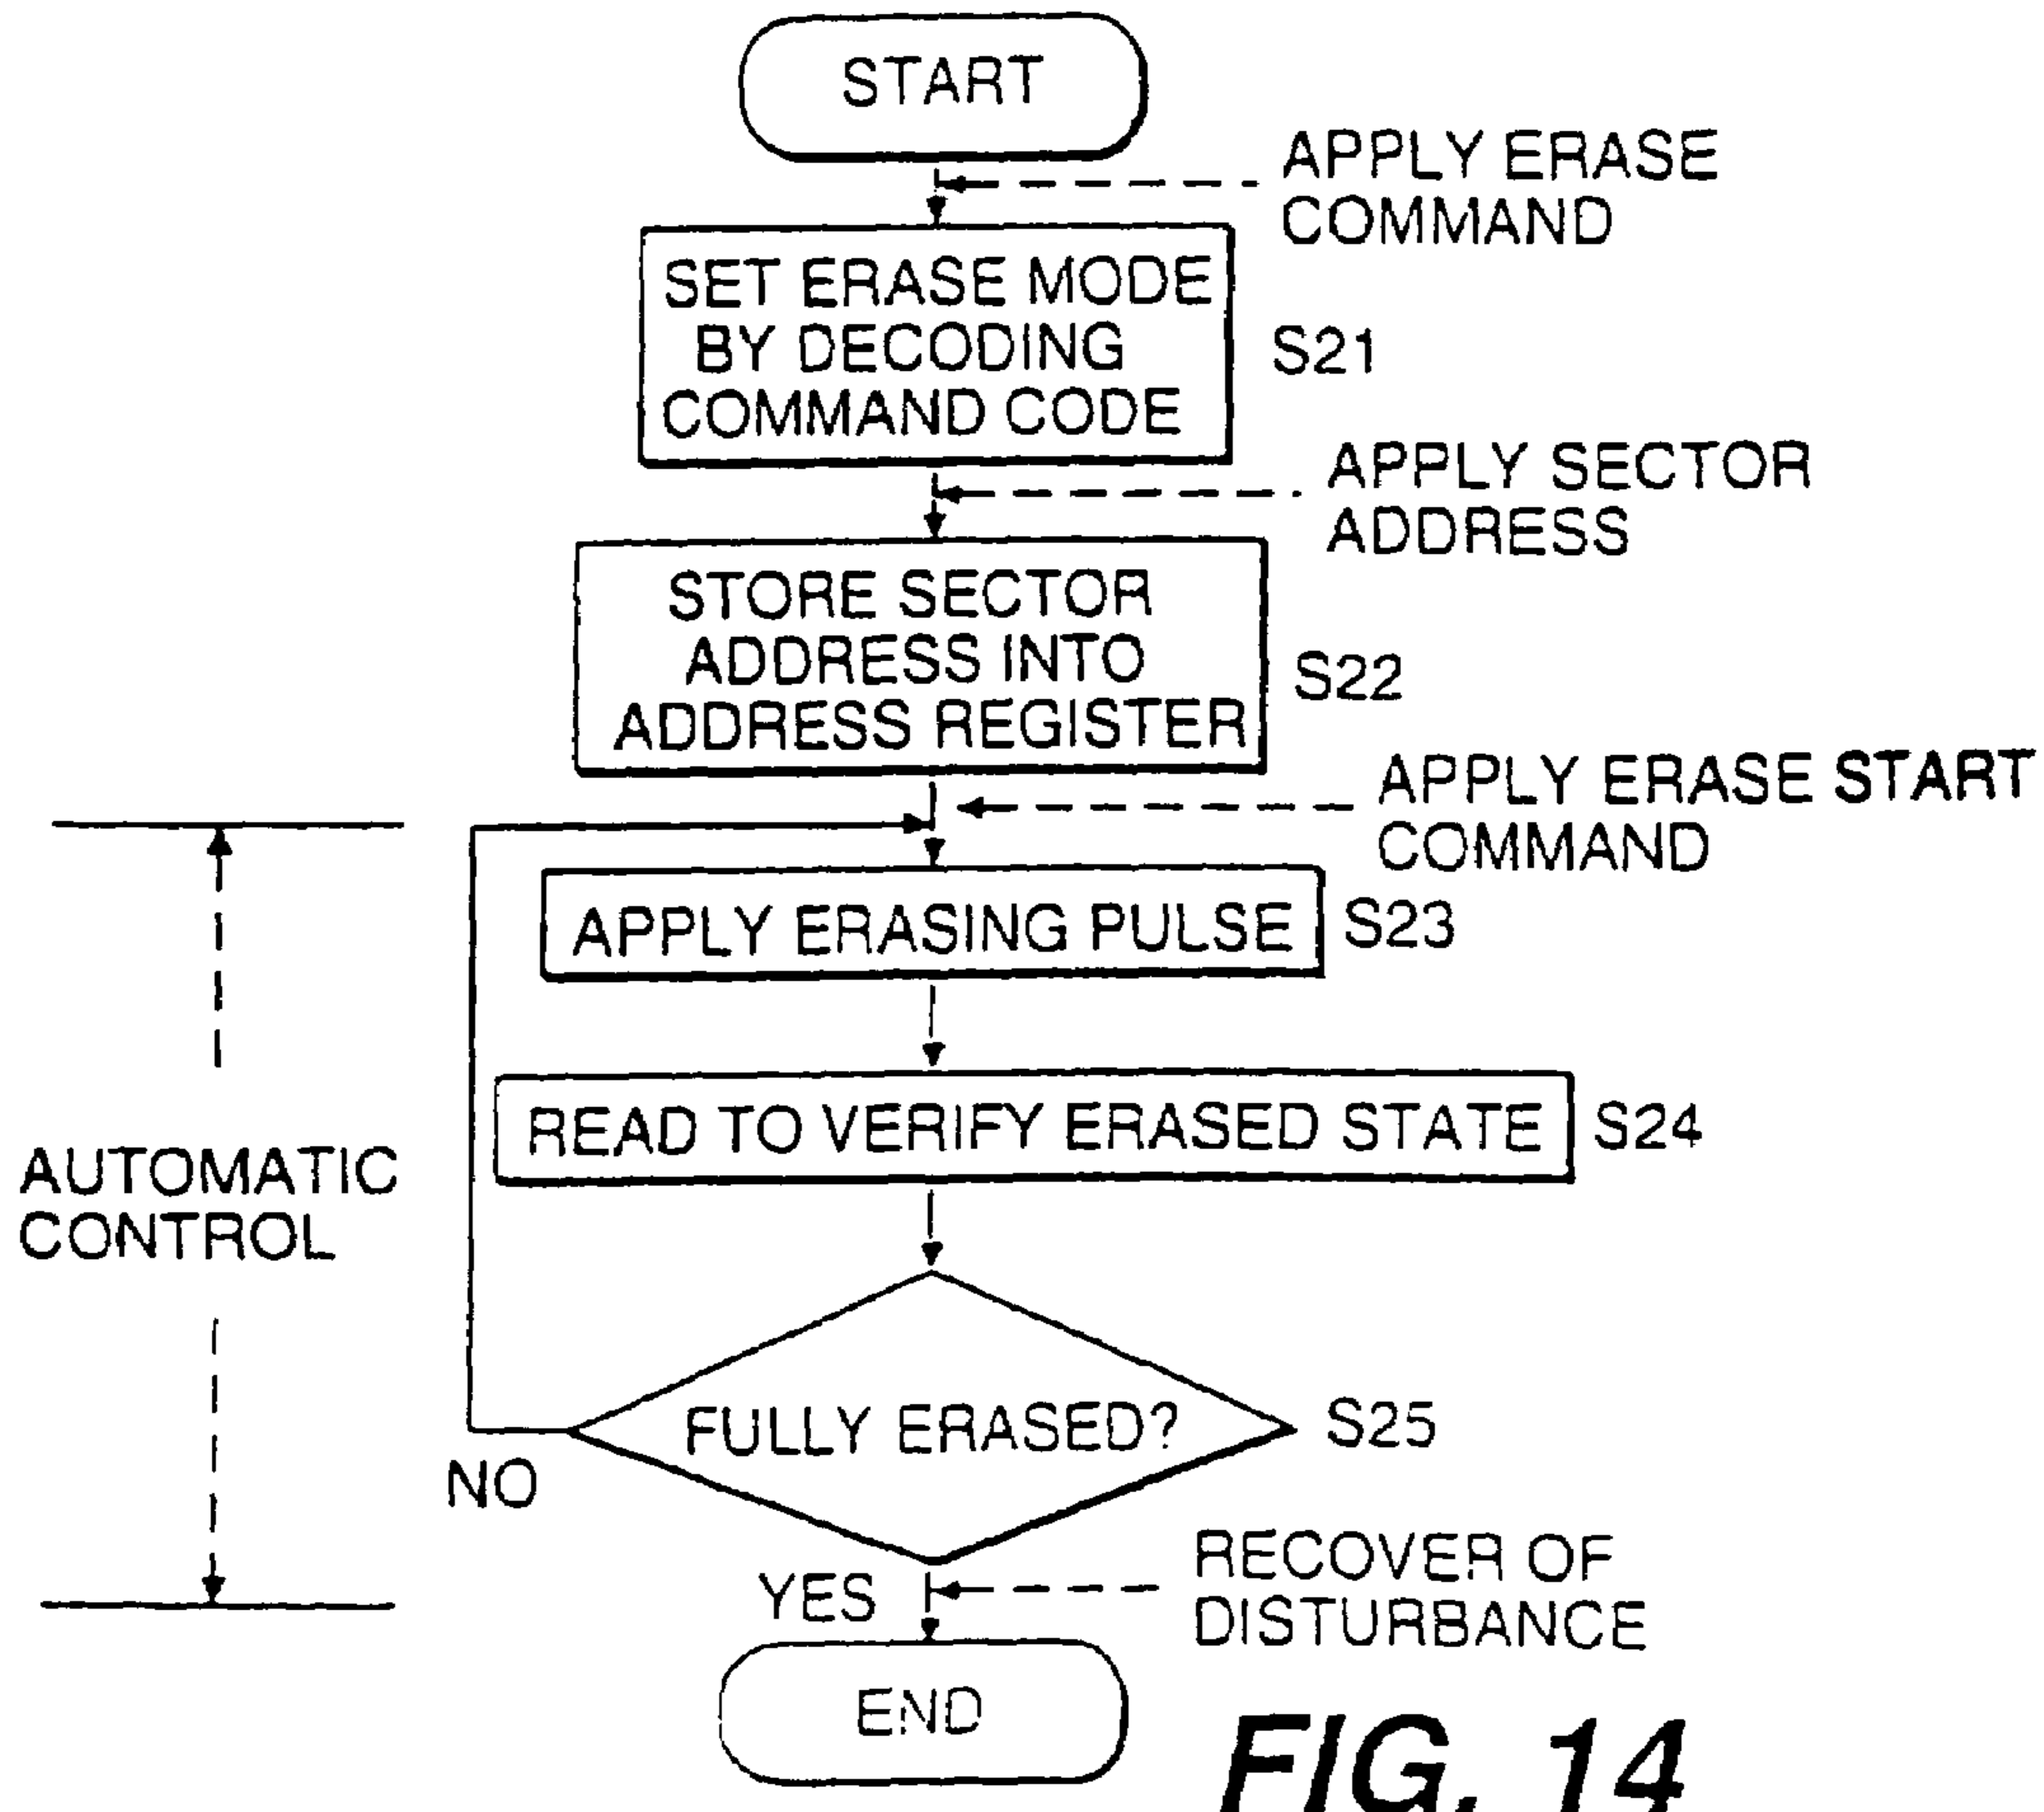 START
APPLY ERASE
COMMAND
SET ERASE MODE
BY DECODING
COMMAND CODE
S21
APPLY SECTOR
ADDRESS
STORE SECTOR
ADDRESS INTO
ADDRESS REGISTER
S22
APPLY ERASE START
COMMAND
APPLY ERASING PULSE
S23
READ TO VERIFY ERASED STATE
S24
AUTOMATIC
CONTROL
FULLY ERASED?
S25
NO
YES
RECOVER OF
DISTURBANCE
END
FIG. 14